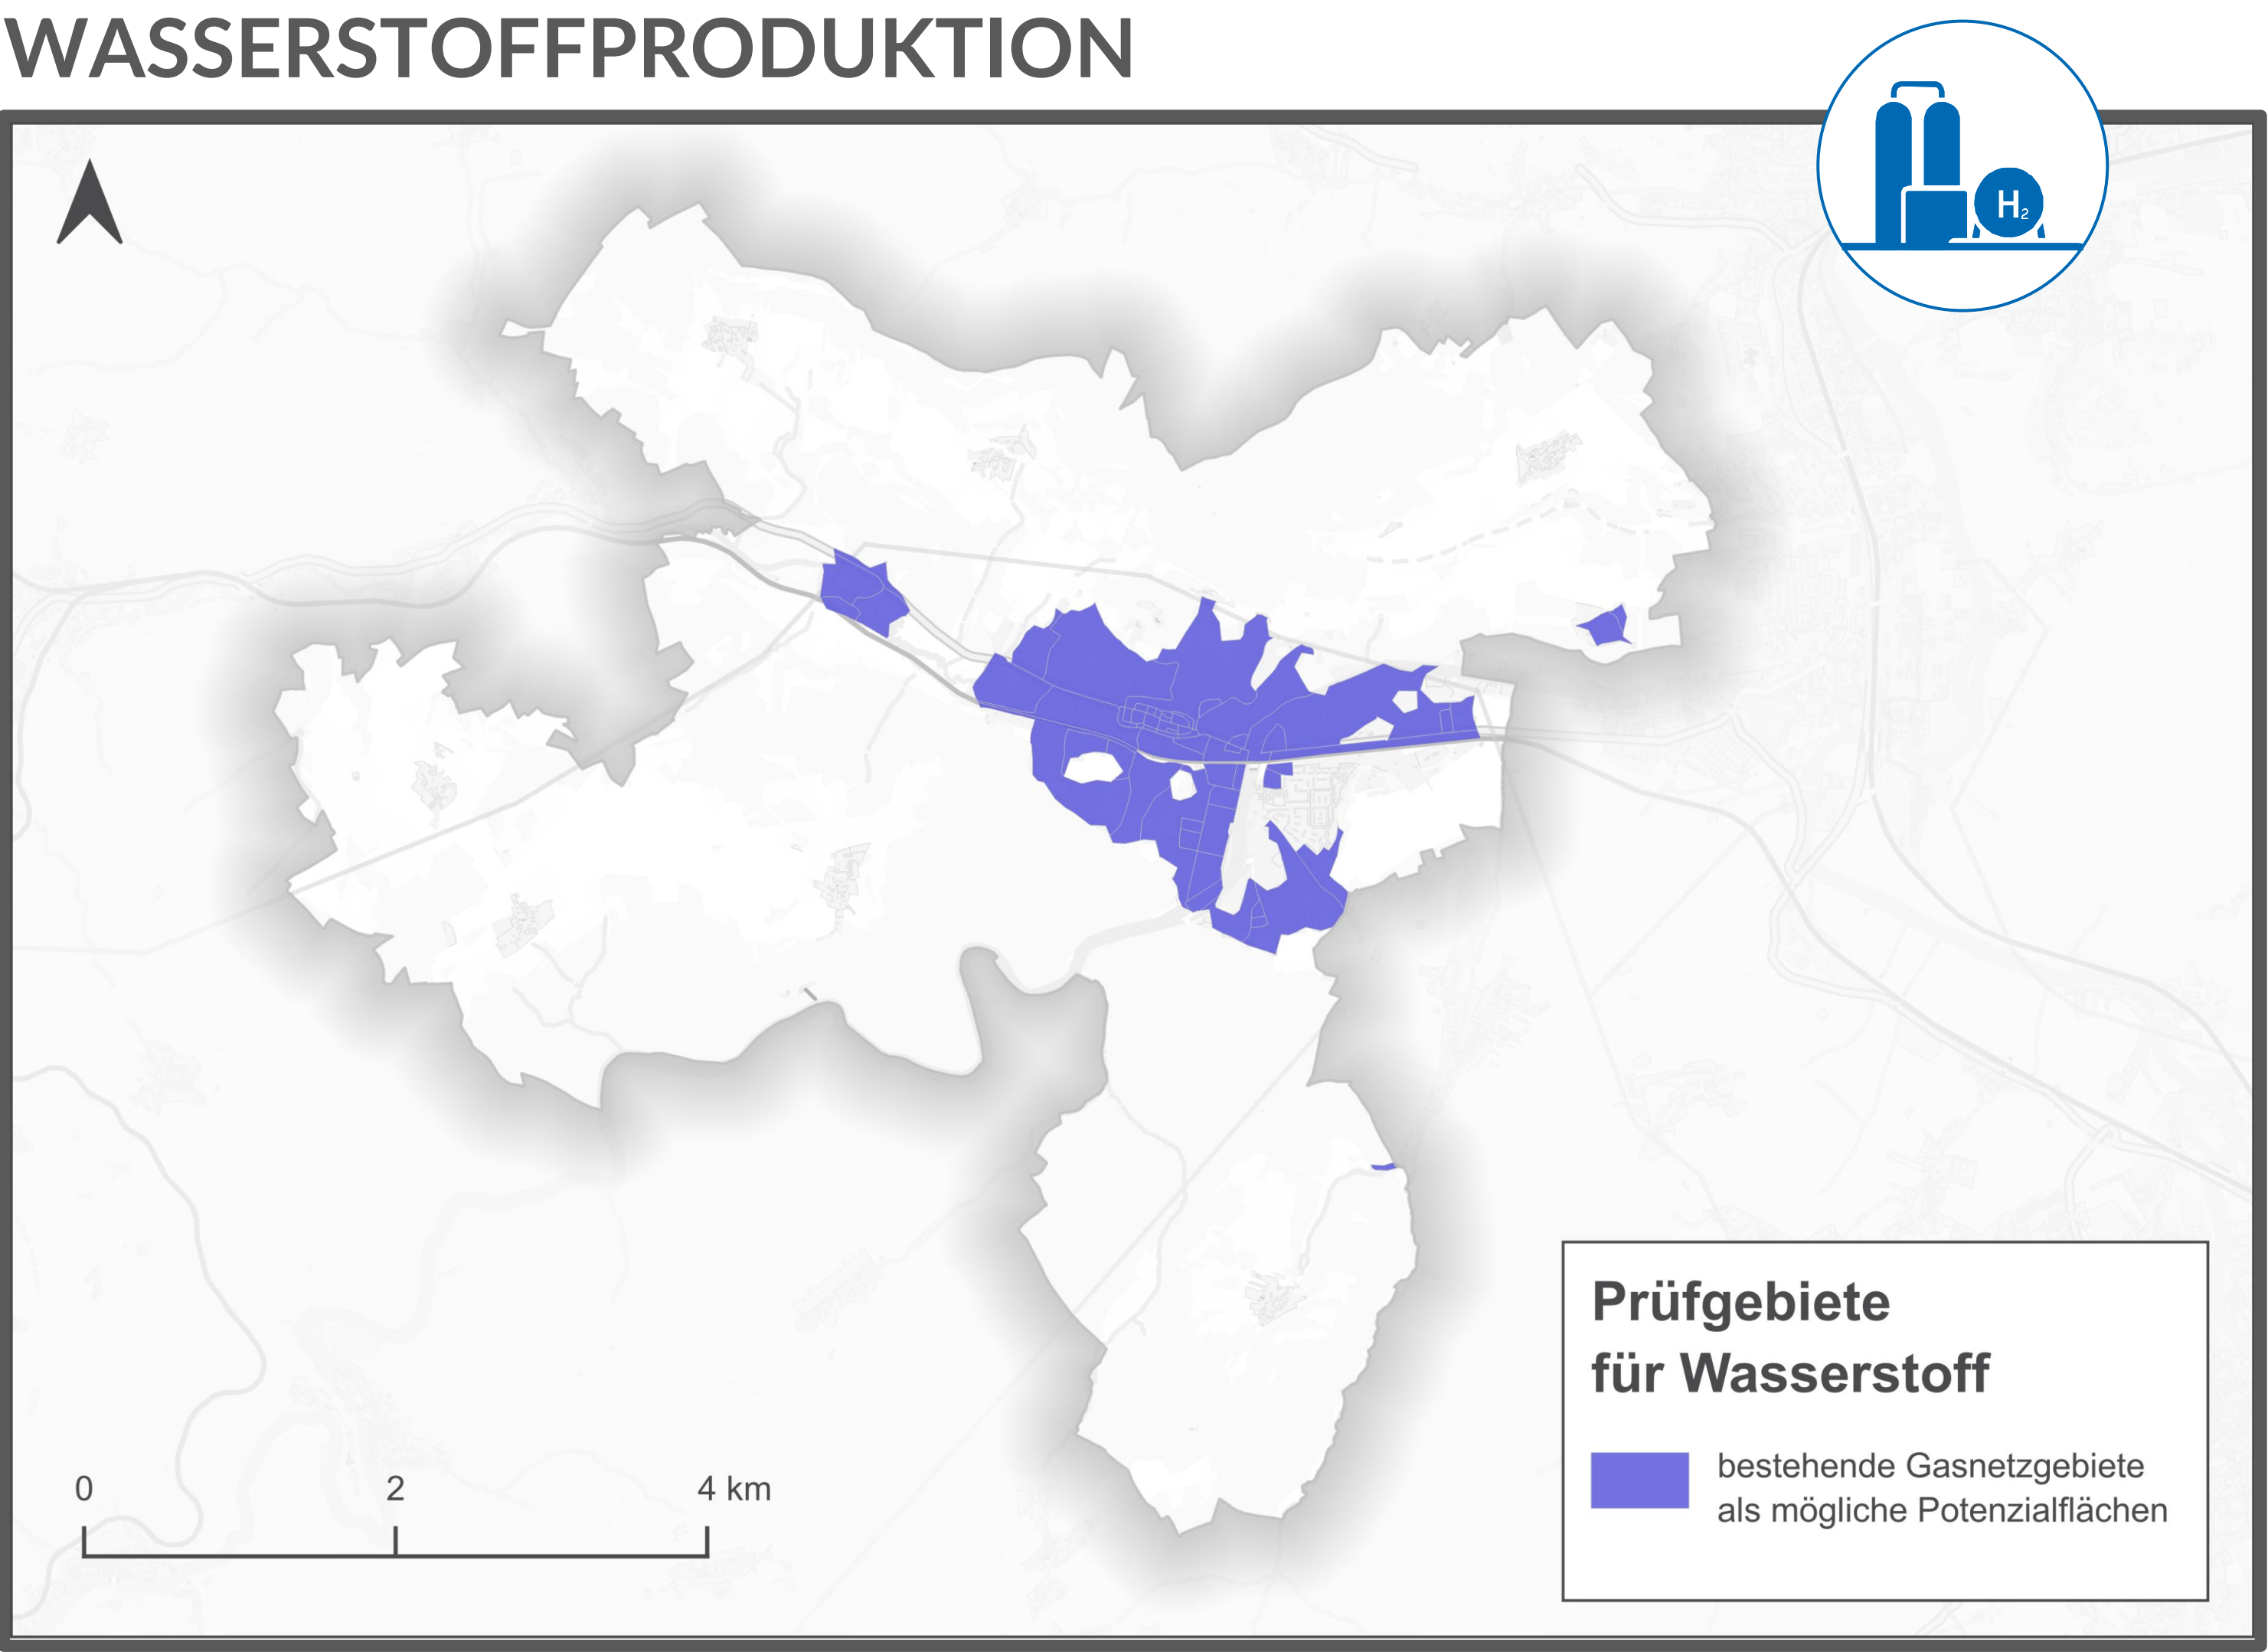 WASSERSTOFFPRODUKTION
H₂
Prüfgebiete
für Wasserstoff
bestehende Gasnetzgebiete
als mögliche Potenzialflächen
0 2 4 km